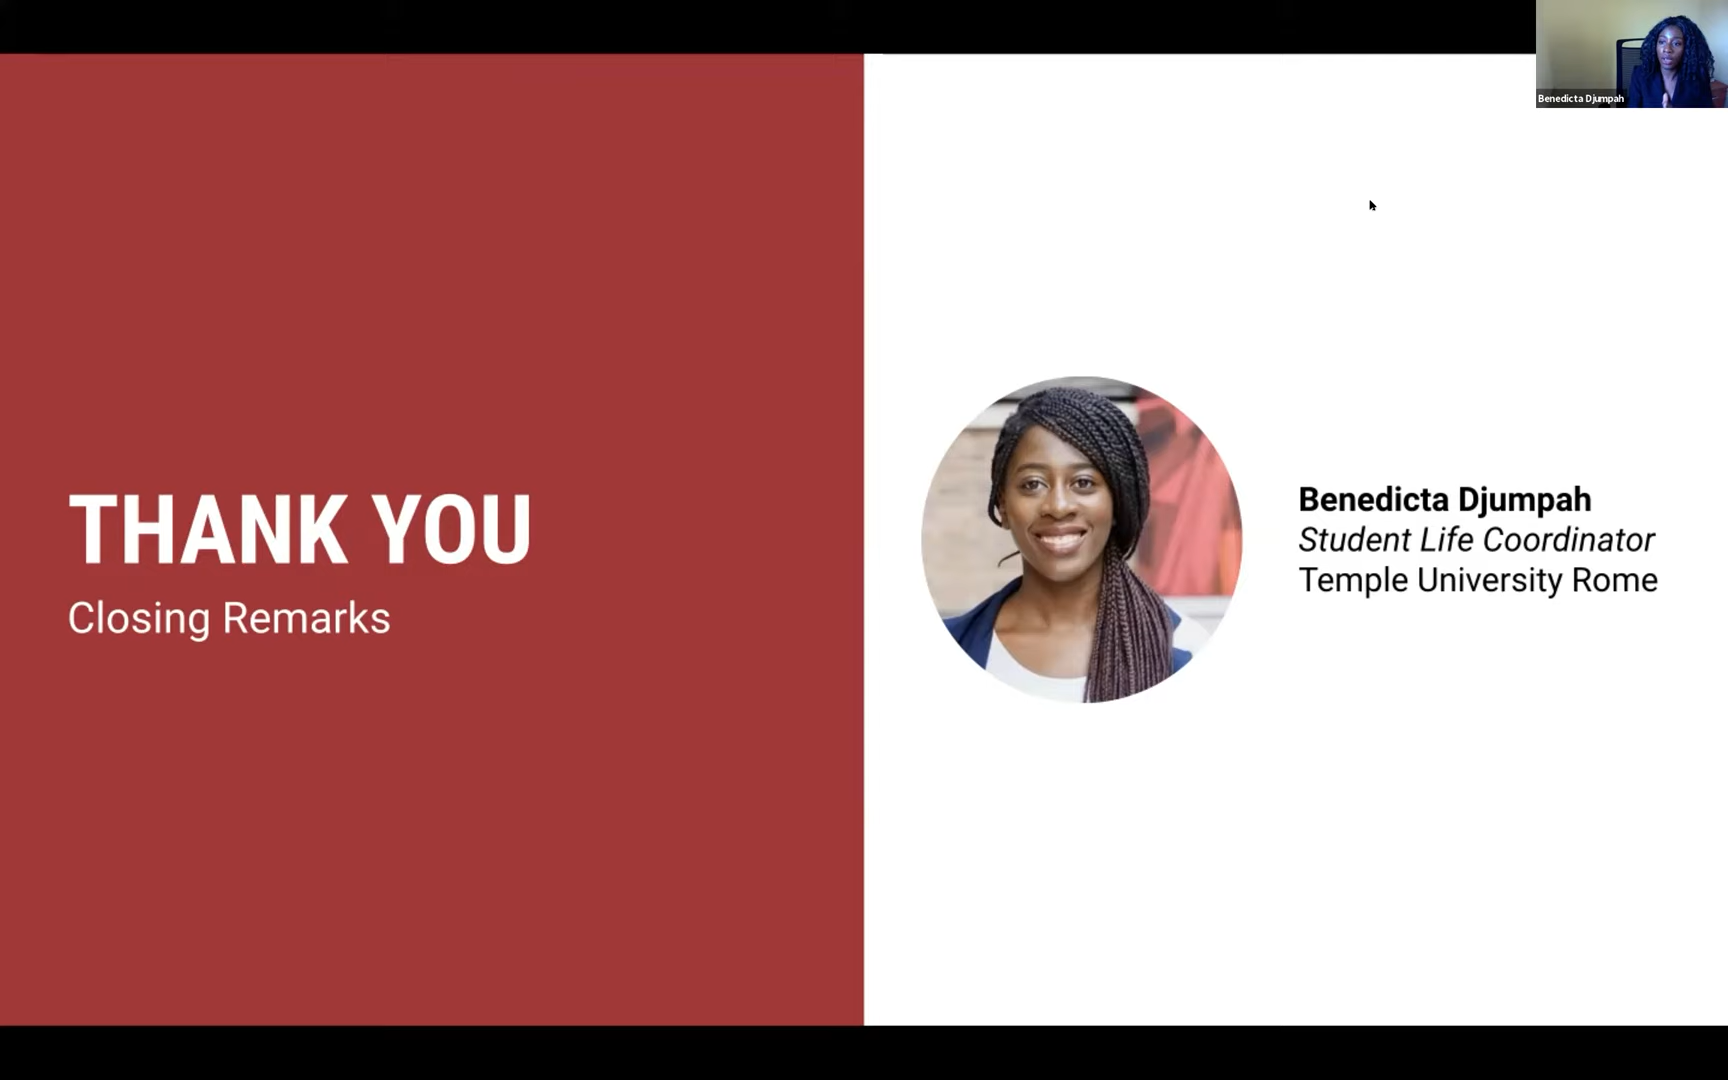 Benedicta Djumpah
THANK YOU
Closing Remarks
Benedicta Djumpah
Student Life Coordinator
Temple University Rome